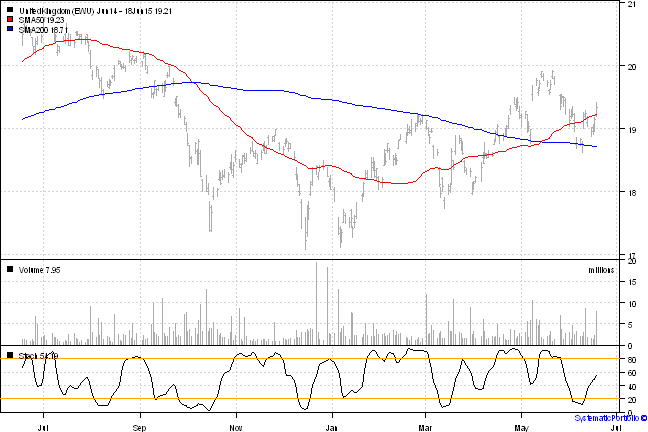 United Kingdom (EWU) Jun14 - 18Jun15 19.21
SMA50 19.23
SMA200 18.71
21
20
19
18
17
Volume 7.95
millions
20
15
10
5
0
Stoch 54.79
80
60
40
20
0
Jul Sep Nov Jan Mar May Jul
SystematicPortfolio ©